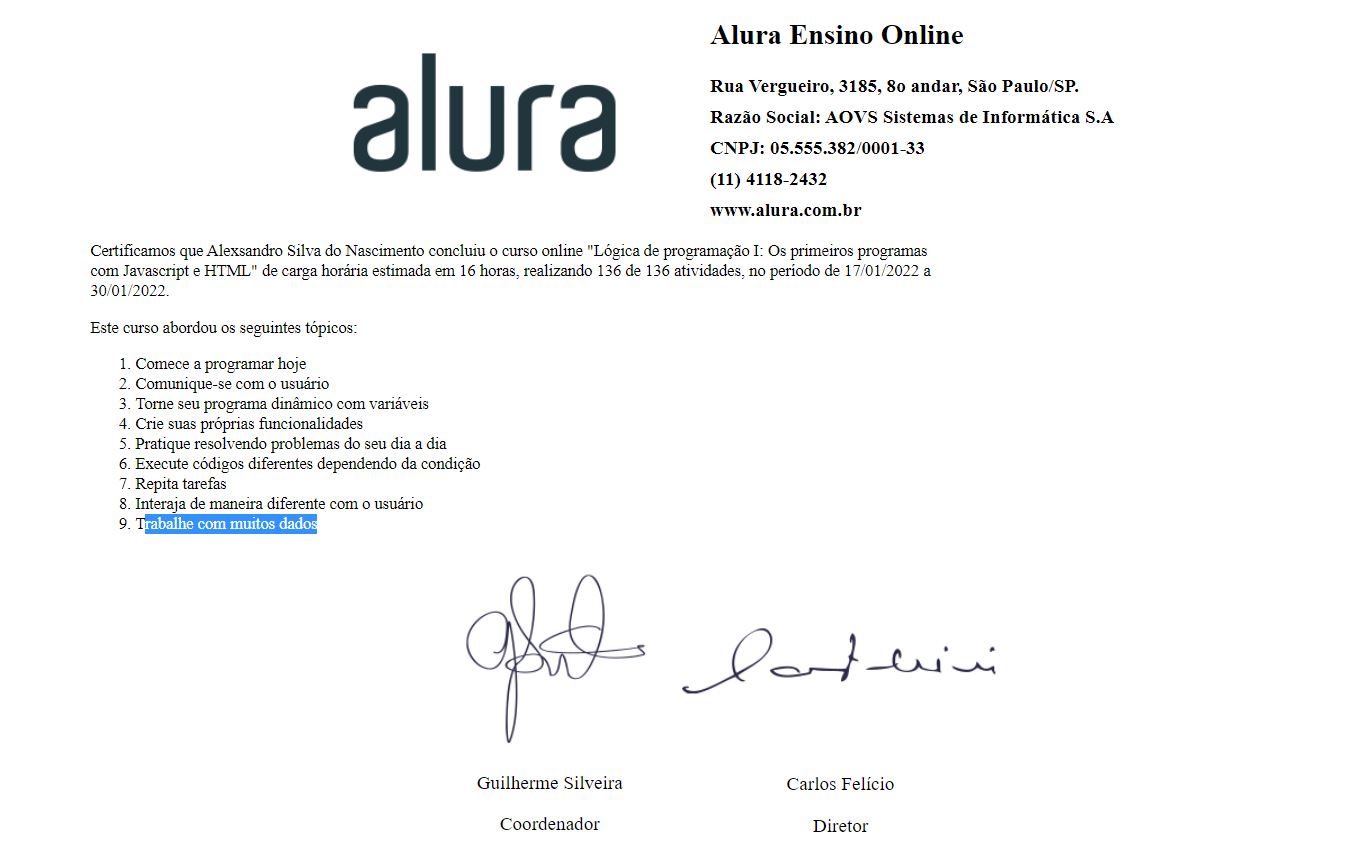 alura
Alura Ensino Online
Rua Vergueiro, 3185, 8o andar, São Paulo/SP.
Razão Social: AOVS Sistemas de Informática S.A
CNPJ: 05.555.382/0001-33
(11) 4118-2432
www.alura.com.br
Certificamos que Alexsandro Silva do Nascimento concluiu o curso online "Lógica de programação I: Os primeiros programas
com Javascript e HTML" de carga horária estimada em 16 horas, realizando 136 de 136 atividades, no período de 17/01/2022 a
30/01/2022.
Este curso abordou os seguintes tópicos:
1. Comece a programar hoje
2. Comunique-se com o usuário
3. Torne seu programa dinâmico com variáveis
4. Crie suas próprias funcionalidades
5. Pratique resolvendo problemas do seu dia a dia
6. Execute códigos diferentes dependendo da condição
7. Repita tarefas
8. Interaja de maneira diferente com o usuário
9. Trabalhe com muitos dados
Guilherme Silveira
Carlos Felício
Coordenador
Diretor